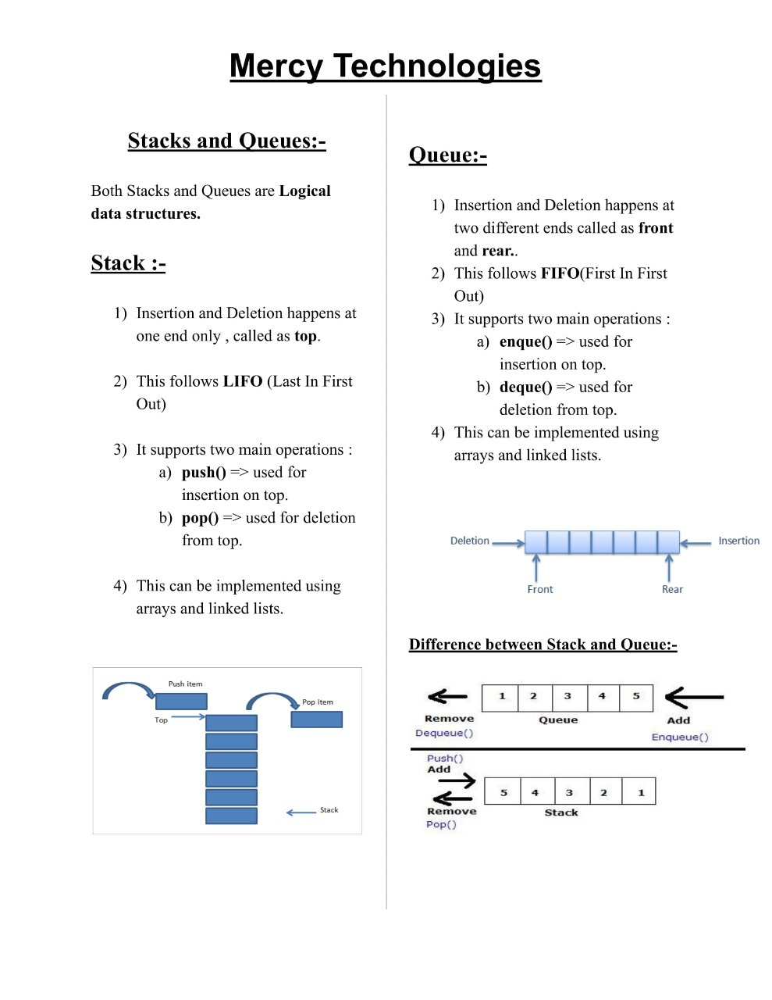 Mercy Technologies
Stacks and Queues:-
Both Stacks and Queues are Logical
data structures.
Stack :-
1) Insertion and Deletion happens at
one end only , called as top.
2) This follows LIFO (Last In First
Out)
3) It supports two main operations :
a) push() => used for
insertion on top.
b) pop() => used for deletion
from top.
4) This can be implemented using
arrays and linked lists.
Push Item
Pop Item
Top
Stack
Queue:-
1) Insertion and Deletion happens at
two different ends called as front
and rear..
2) This follows FIFO(First In First
Out)
3) It supports two main operations :
a) enque() => used for
insertion on top.
b) deque() => used for
deletion from top.
4) This can be implemented using
arrays and linked lists.
Deletion Insertion
Front Rear
Difference between Stack and Queue:-
1 2 3 4 5
Remove Queue Add
Dequeue() Enqueue()
Push()
Add
5 4 3 2 1
Remove Stack
Pop()